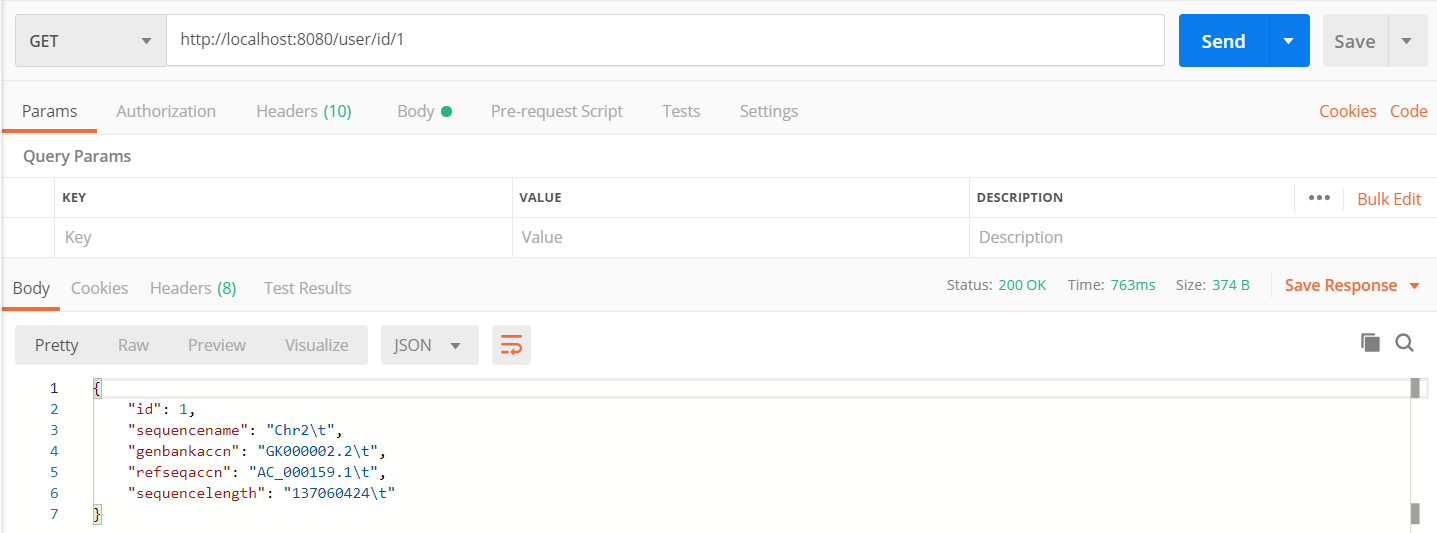 GET http://localhost:8080/user/id/1 Send Save
Params Authorization Headers (10) Body Pre-request Script Tests Settings Cookies Code
Query Params
KEY VALUE DESCRIPTION ••• Bulk Edit
Key Value Description
Body Cookies Headers (8) Test Results Status: 200 OK Time: 763ms Size: 374 B Save Response
Pretty Raw Preview Visualize JSON
1 {
2 "id": 1,
3 "sequencename": "Chr2\t",
4 "genbankaccn": "GK000002.2\t",
5 "refseqaccn": "AC_000159.1\t",
6 "sequencelength": "137060424\t"
7 }